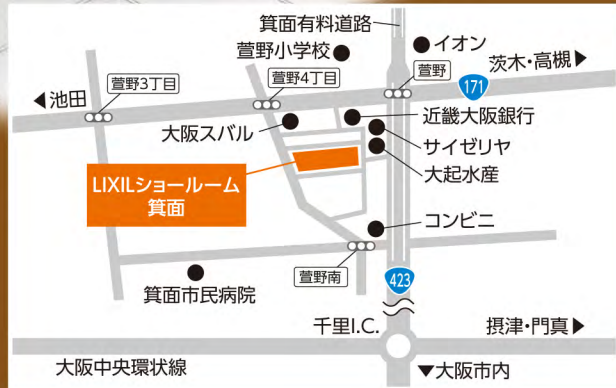 箕面有料道路
萱野小学校
イオン
茨木・高槻▶
萱野3丁目
萱野4丁目
萱野
171
◀池田
近畿大阪銀行
大阪スバル
サイゼリヤ
大起水産
LIXILショールーム
箕面
コンビニ
萱野南
箕面市民病院
423
千里I.C.
摂津・門真▶
大阪中央環状線
▼大阪市内